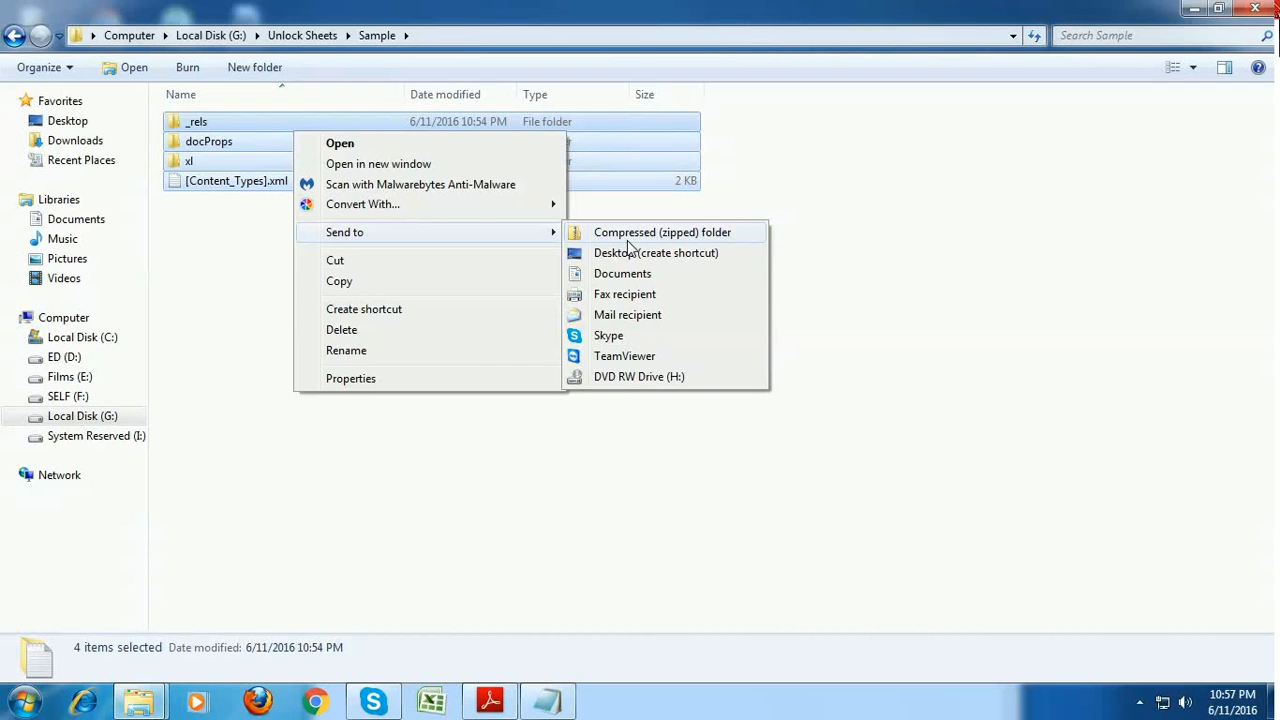 Computer Local Disk (G:) Unlock Sheets Sample Search Sample
Organize Open Burn New folder
Name Date modified Type Size
Favorites
Desktop
Downloads
Recent Places
Libraries
Documents
Music
Pictures
Videos
Computer
Local Disk (C:)
ED (D:)
Films (E:)
SELF (F:)
Local Disk (G:)
System Reserved (I:)
Network
_rels 6/11/2016 10:54 PM File folder
docProps
xl
[Content_Types].xml 2 KB
Open
Open in new window
Scan with Malwarebytes Anti-Malware
Convert With...
Send to
Cut
Copy
Create shortcut
Delete
Rename
Properties
Compressed (zipped) folder
Desktop (create shortcut)
Documents
Fax recipient
Mail recipient
Skype
TeamViewer
DVD RW Drive (H:)
4 items selected Date modified: 6/11/2016 10:54 PM
10:57 PM
6/11/2016